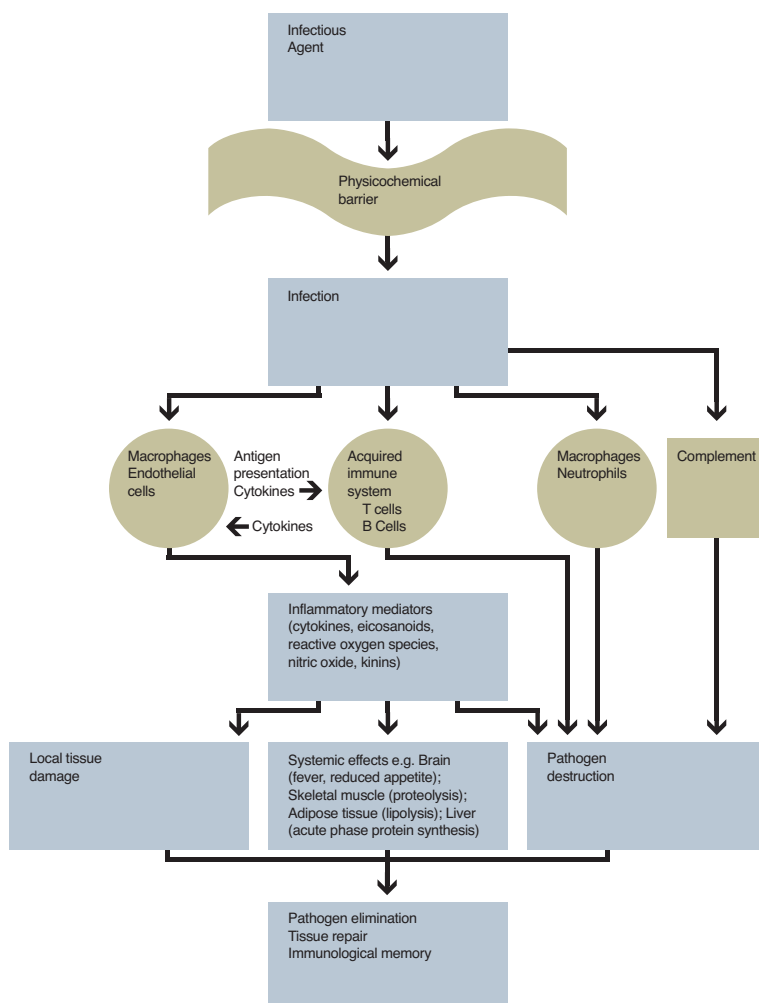 Infectious
Agent
Physicochemical
barrier
Infection
Macrophages
Endothelial
cells
Antigen
presentation
Cytokines
Cytokines
Acquired
immune
system
T cells
B Cells
Macrophages
Neutrophils
Complement
Inflammatory mediators
(cytokines, eicosanoids,
reactive oxygen species,
nitric oxide, kinins)
Local tissue
damage
Systemic effects e.g. Brain
(fever, reduced appetite);
Skeletal muscle (proteolysis);
Adipose tissue (lipolysis); Liver
(acute phase protein synthesis)
Pathogen
destruction
Pathogen elimination
Tissue repair
Immunological memory